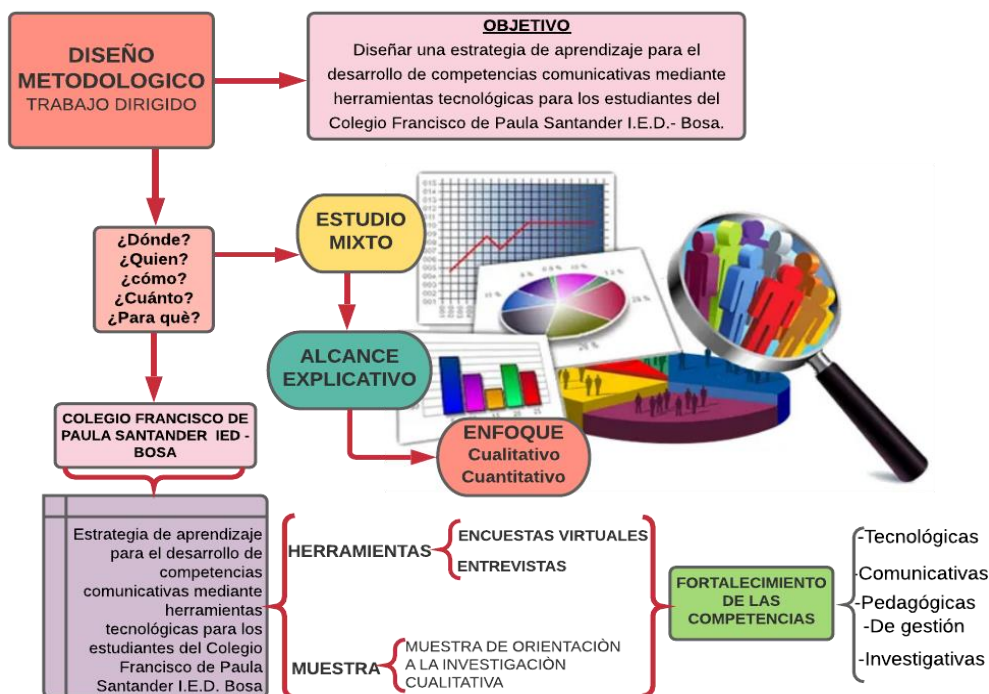 DISEÑO
METODOLOGICO
TRABAJO DIRIGIDO
OBJETIVO
Diseñar una estrategia de aprendizaje para el
desarrollo de competencias comunicativas mediante
herramientas tecnológicas para los estudiantes del
Colegio Francisco de Paula Santander I.E.D.- Bosa.
¿Dónde?
¿Quien?
¿cómo?
¿Cuánto?
¿Para què?
ESTUDIO
MIXTO
ALCANCE
EXPLICATIVO
ENFOQUE
Cualitativo
Cuantitativo
COLEGIO FRANCISCO DE
PAULA SANTANDER IED -
BOSA
Estrategia de aprendizaje
para el desarrollo de
competencias
comunicativas mediante
herramientas
tecnológicas para los
estudiantes del Colegio
Francisco de Paula
Santander I.E.D. Bosa
HERRAMIENTAS
ENCUESTAS VIRTUALES
ENTREVISTAS
MUESTRA
MUESTRA DE ORIENTACIÒN
A LA INVESTIGACIÒN
CUALITATIVA
FORTALECIMIENTO
DE LAS
COMPETENCIAS
-Tecnológicas
-Comunicativas
-Pedagógicas
-De gestión
-Investigativas